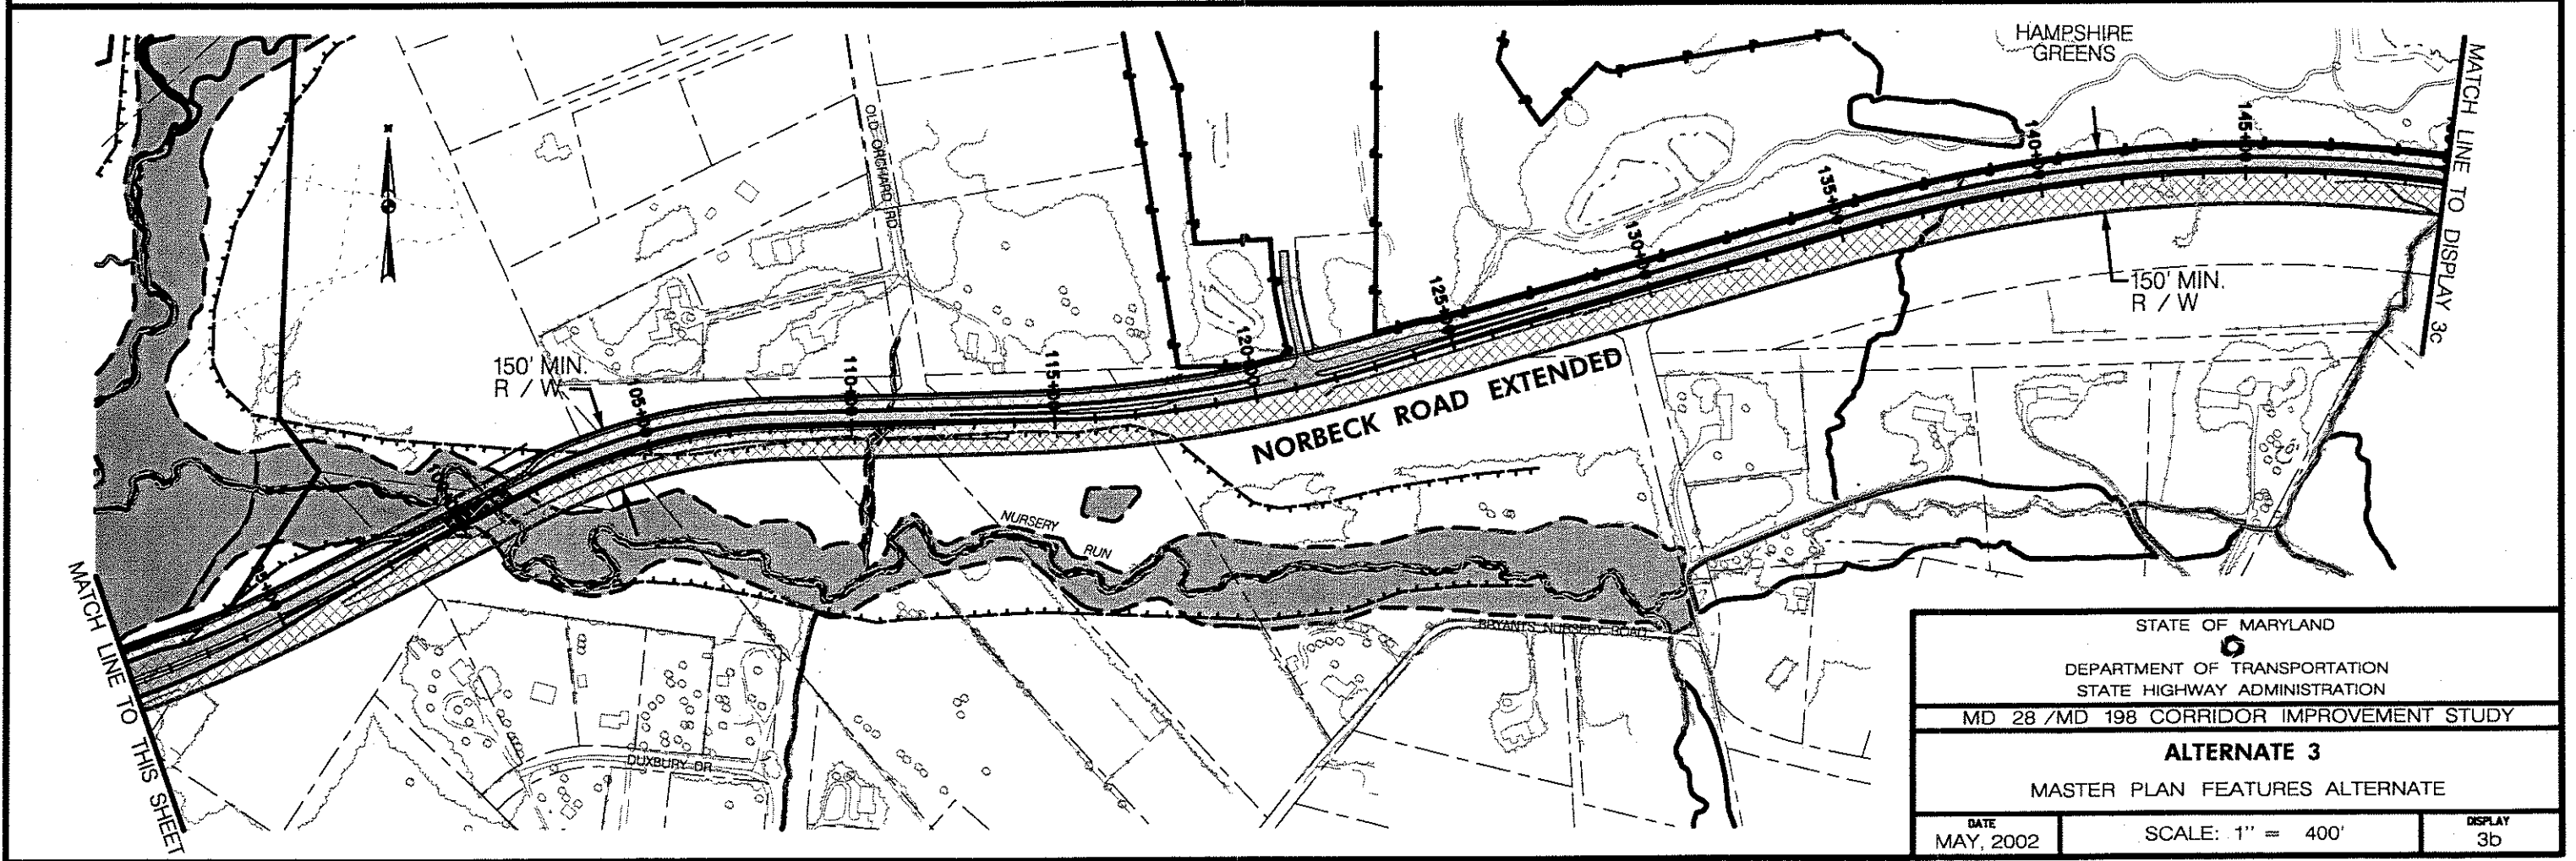 HAMPSHIRE
GREENS
MATCH LINE TO DISPLAY 3c
OLD ORCHARD RD
145+00
140+00
135+00
130+00
125+00
120+00
115+00
110+00
105+00
150' MIN.
R / W
150' MIN.
R / W
NORBECK ROAD EXTENDED
NURSERY
RUN
BRYANTS NURSERY ROAD
DUXBURY DR
MATCH LINE TO THIS SHEET
STATE OF MARYLAND
DEPARTMENT OF TRANSPORTATION
STATE HIGHWAY ADMINISTRATION
MD 28 /MD 198 CORRIDOR IMPROVEMENT STUDY
ALTERNATE 3
MASTER PLAN FEATURES ALTERNATE
DATE
MAY, 2002
SCALE: 1'' = 400'
DISPLAY
3b